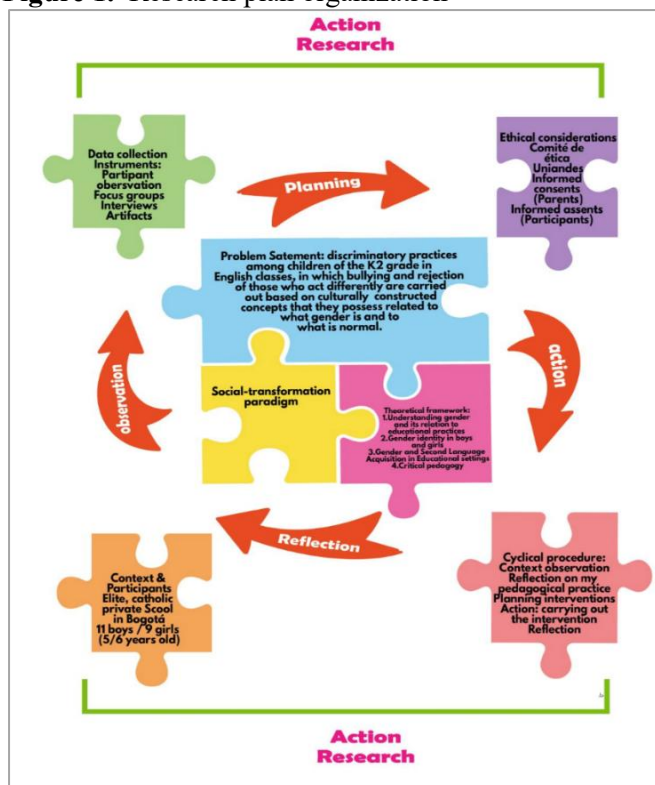 Figure 1. Research plan organization
Action
Research
Data collection
Instruments:
Partipant
obersvation
Focus groups
Interviews
Artifacts
Planning
Ethical considerations
Comité de
ética
Uniandes
Informed
consents
(Parents)
Informed assents
(Participants)
Problem Satement: discriminatory practices
among children of the K2 grade in
English classes, in which bullying and rejection
of those who act differently are carried
out based on culturally constructed
concepts that they possess related to
what gender is and to
what is normal.
observation
action
Social-transformation
paradigm
Theoretical framework:
1.Understanding gender
and its relation to
educational practices
2.Gender identity in boys
and girls
3.Gender and Second Language
Acquisition in Educational settings
4.Critical pedagogy
Reflection
Context &
Participants
Elite, catholic
private Scool
in Bogotá
11 boys / 9 girls
(5/6 years old)
Cyclical procedure:
Context observation
Reflection on my
pedagogical practice
Planning interventions
Action: carrying out
the intervention
Reflection
Action
Research